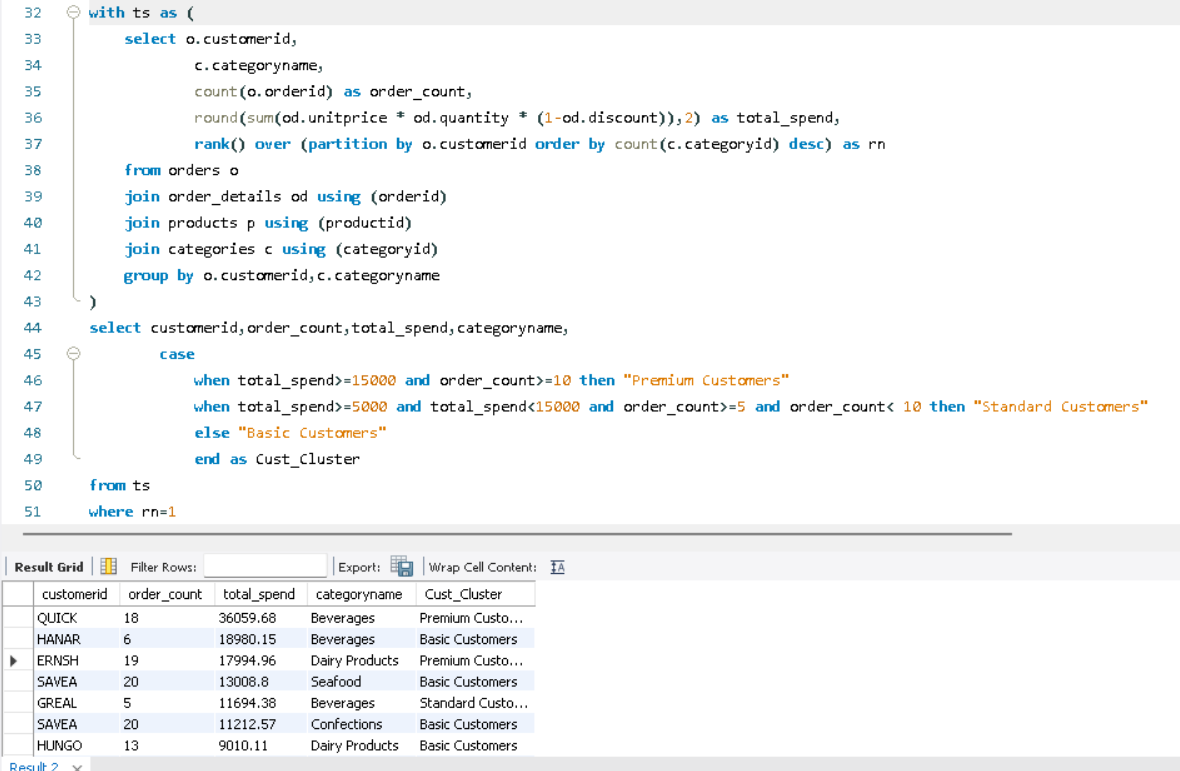 32 with ts as (
33 select o.customerid,
34 c.categoryname,
35 count(o.orderid) as order_count,
36 round(sum(od.unitprice * od.quantity * (1-od.discount)),2) as total_spend,
37 rank() over (partition by o.customerid order by count(c.categoryid) desc) as rn
38 from orders o
39 join order_details od using (orderid)
40 join products p using (productid)
41 join categories c using (categoryid)
42 group by o.customerid,c.categoryname
43 )
44 select customerid,order_count,total_spend,categoryname,
45 case
46 when total_spend>=15000 and order_count>=10 then "Premium Customers"
47 when total_spend>=5000 and total_spend<15000 and order_count>=5 and order_count< 10 then "Standard Customers"
48 else "Basic Customers"
49 end as Cust_Cluster
50 from ts
51 where rn=1
Result Grid Filter Rows: Export: Wrap Cell Content:
customerid order_count total_spend categoryname Cust_Cluster
QUICK 18 36059.68 Beverages Premium Custo...
HANAR 6 18980.15 Beverages Basic Customers
ERNSH 19 17994.96 Dairy Products Premium Custo...
SAVEA 20 13008.8 Seafood Basic Customers
GREAL 5 11694.38 Beverages Standard Custo...
SAVEA 20 11212.57 Confections Basic Customers
HUNGO 13 9010.11 Dairy Products Basic Customers
Result 2